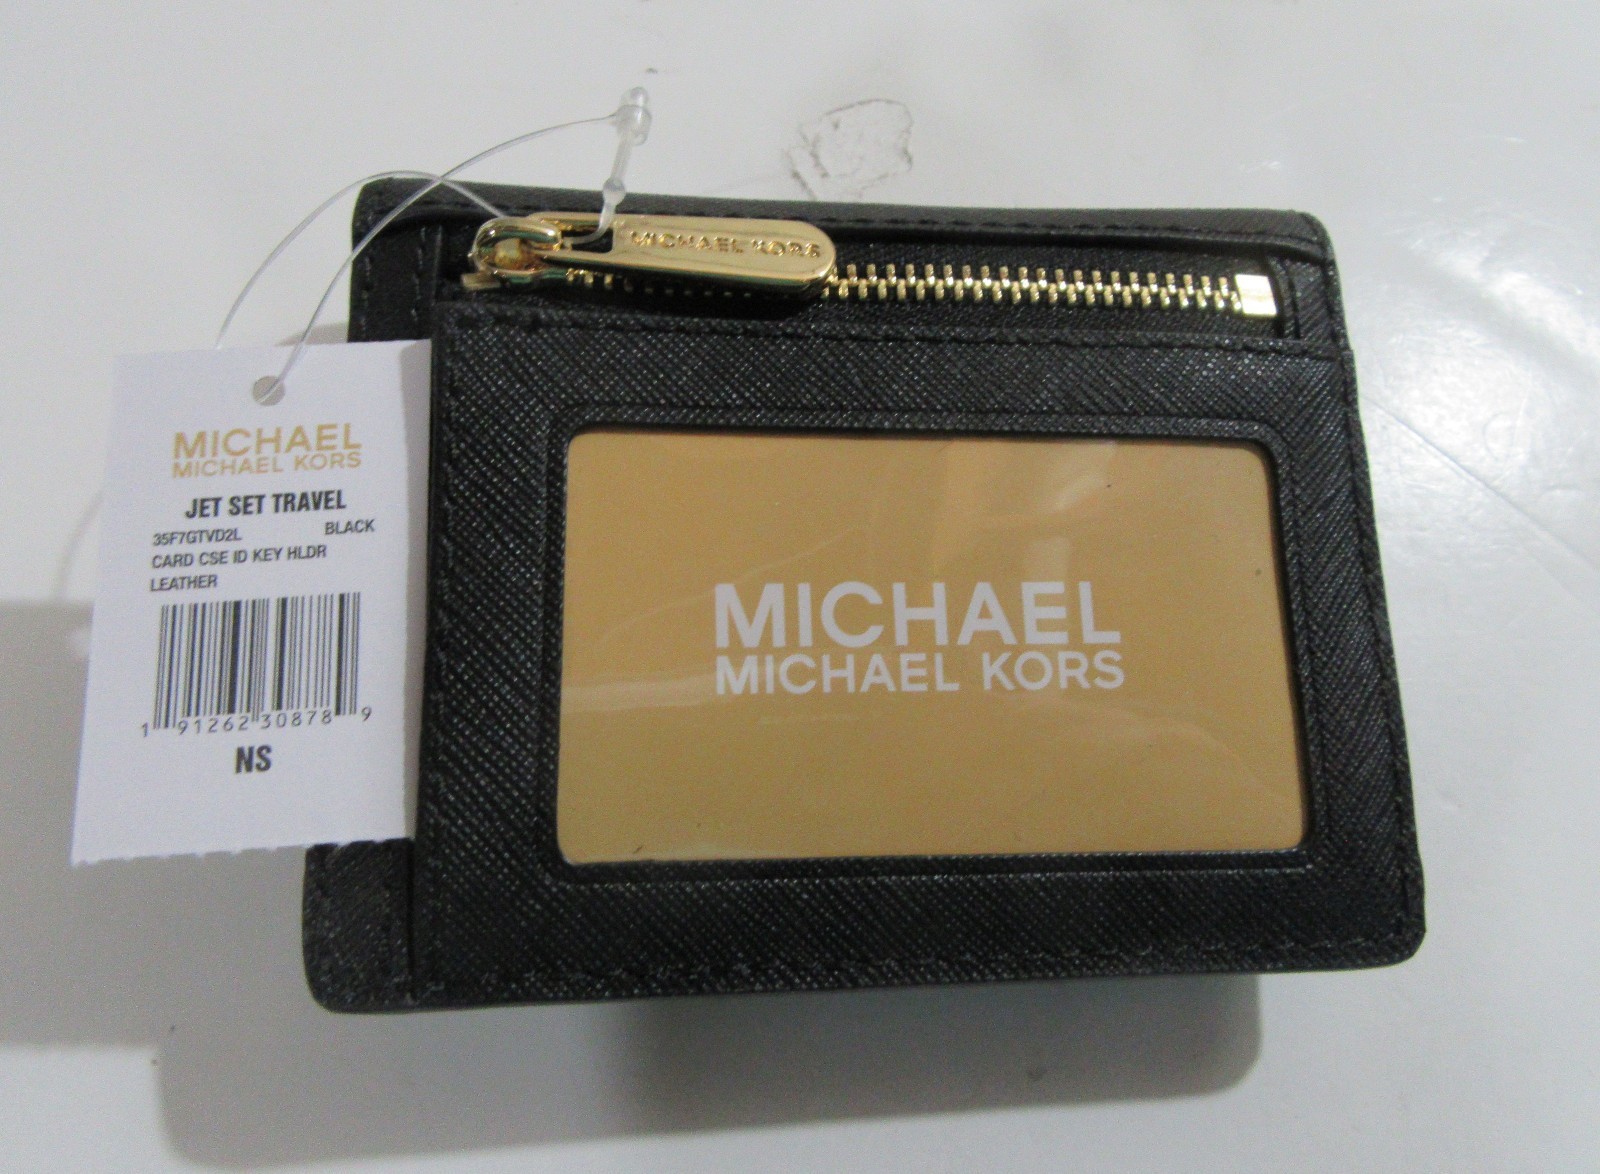 MICHAEL KORS
MICHAEL
MICHAEL KORS
JET SET TRAVEL
35F7GTVD2L BLACK
CARD CSE ID KEY HLDR
LEATHER
1 91262 30878 9
NS
MICHAEL
MICHAEL KORS